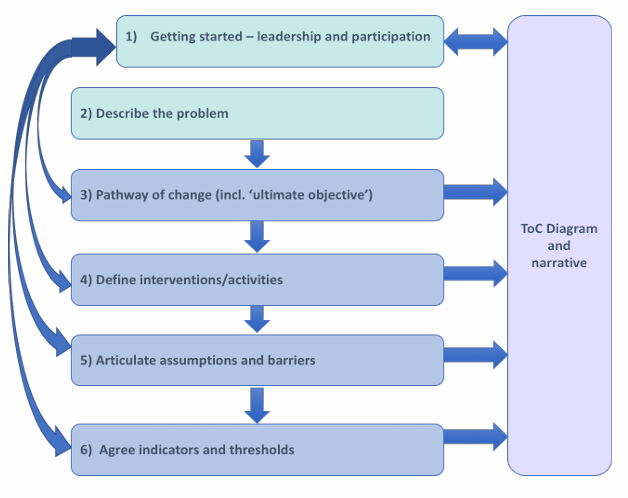 1) Getting started – leadership and participation
2) Describe the problem
3) Pathway of change (incl. ‘ultimate objective’)
4) Define interventions/activities
5) Articulate assumptions and barriers
6) Agree indicators and thresholds
ToC Diagram
and
narrative